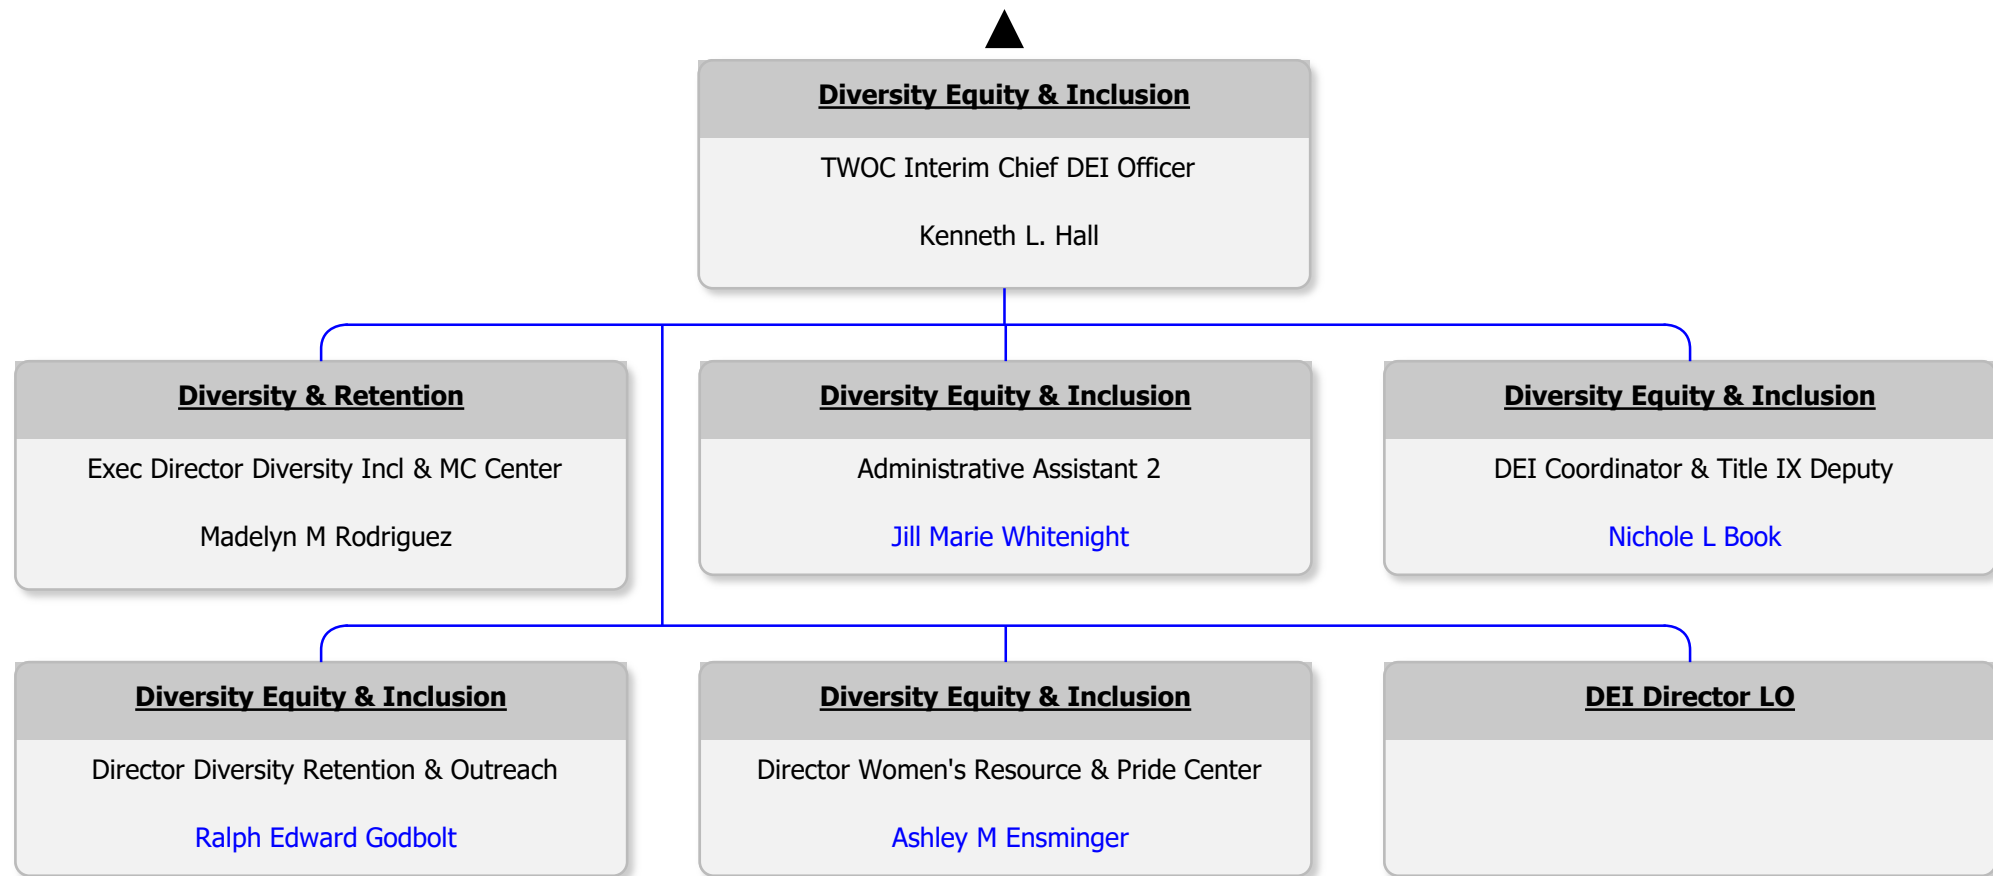 Diversity Equity & Inclusion
TWOC Interim Chief DEI Officer
Kenneth L. Hall
Diversity & Retention
Exec Director Diversity Incl & MC Center
Madelyn M Rodriguez
Diversity Equity & Inclusion
Administrative Assistant 2
Jill Marie Whitenight
Diversity Equity & Inclusion
DEI Coordinator & Title IX Deputy
Nichole L Book
Diversity Equity & Inclusion
Director Diversity Retention & Outreach
Ralph Edward Godbolt
Diversity Equity & Inclusion
Director Women's Resource & Pride Center
Ashley M Ensminger
DEI Director LO